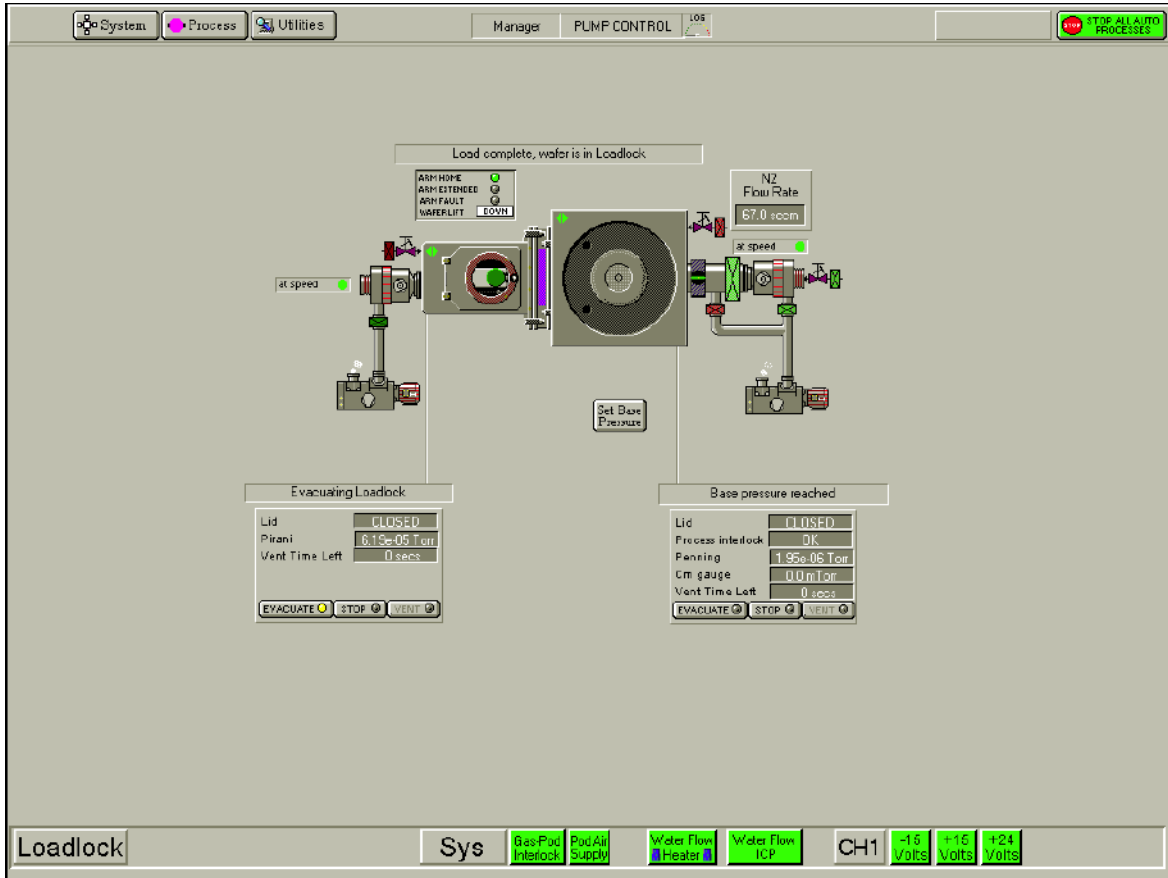 System
Process
Utilities
Manager
PUMP CONTROL
LOG
STOP
STOP ALL AUTO
PROCESSES
Load complete, wafer is in Loadlock
ARM HOME
ARM EXTENDED
ARM FAULT
WAFER LIFT DOWN
N2
Flow Rate
67.0 sccm
at speed
at speed
Set Base
Pressure
Evacuating Loadlock
Lid CLOSED
Pirani 6.19e-05 Torr
Vent Time Left 0 secs
EVACUATE STOP VENT
Base pressure reached
Lid CLOSED
Process interlock OK
Penning 1.95e-06 Torr
Cm gauge 0.0 mTorr
Vent Time Left 0 secs
EVACUATE STOP VENT
Loadlock
Sys
Gas-Pod
Interlock
Pod Air
Supply
Water Flow
Heater
Water Flow
ICP
CH1
-15
Volts
+15
Volts
+24
Volts